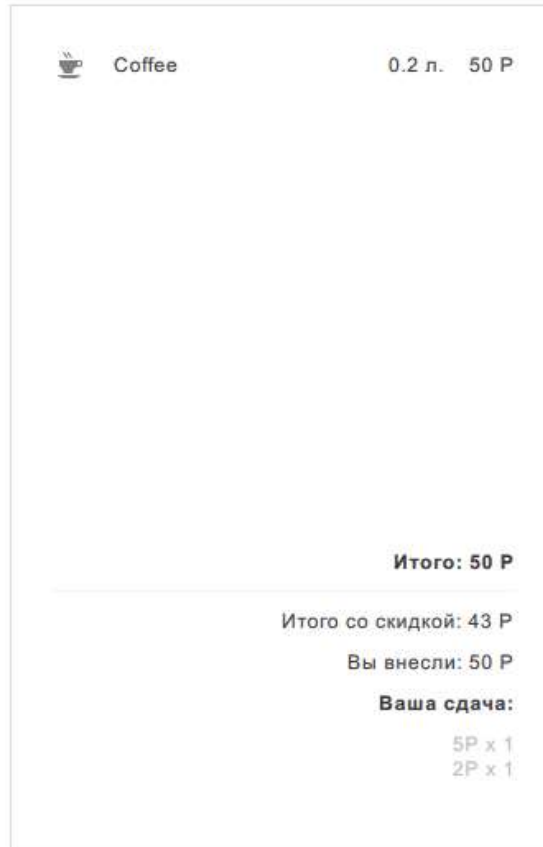 Coffee 0.2 л. 50 Р
Итого: 50 Р
Итого со скидкой: 43 Р
Вы внесли: 50 Р
Ваша сдача:
5Р x 1
2Р x 1